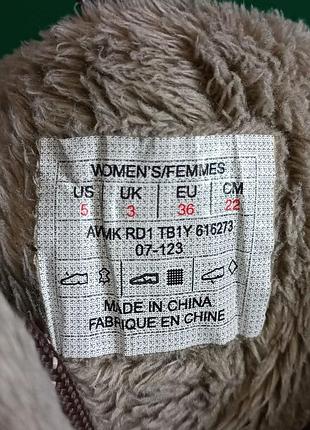 WOMEN'S/FEMMES
US UK EU CM
5 3 36 22
AVMK RD1 TB1Y 616273
07-123
MADE IN CHINA
FABRIQUE EN CHINE